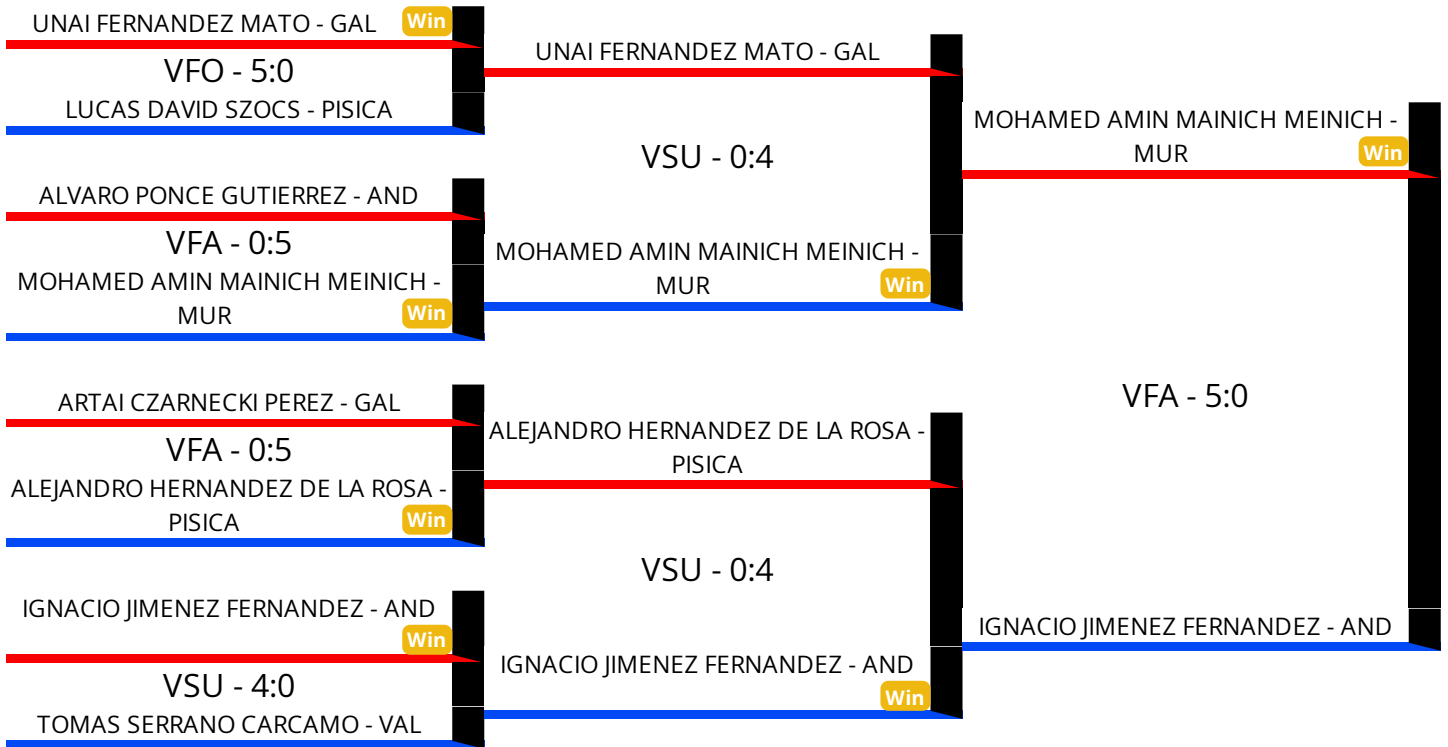 UNAI FERNANDEZ MATO - GAL
Win
VFO - 5:0
LUCAS DAVID SZOCS - PISICA
ALVARO PONCE GUTIERREZ - AND
VFA - 0:5
MOHAMED AMIN MAINICH MEINICH -
MUR
Win
ARTAI CZARNECKI PEREZ - GAL
VFA - 0:5
ALEJANDRO HERNANDEZ DE LA ROSA -
PISICA
Win
IGNACIO JIMENEZ FERNANDEZ - AND
Win
VSU - 4:0
TOMAS SERRANO CARCAMO - VAL
UNAI FERNANDEZ MATO - GAL
VSU - 0:4
MOHAMED AMIN MAINICH MEINICH -
MUR
Win
ALEJANDRO HERNANDEZ DE LA ROSA -
PISICA
VSU - 0:4
IGNACIO JIMENEZ FERNANDEZ - AND
Win
MOHAMED AMIN MAINICH MEINICH -
MUR
Win
VFA - 5:0
IGNACIO JIMENEZ FERNANDEZ - AND